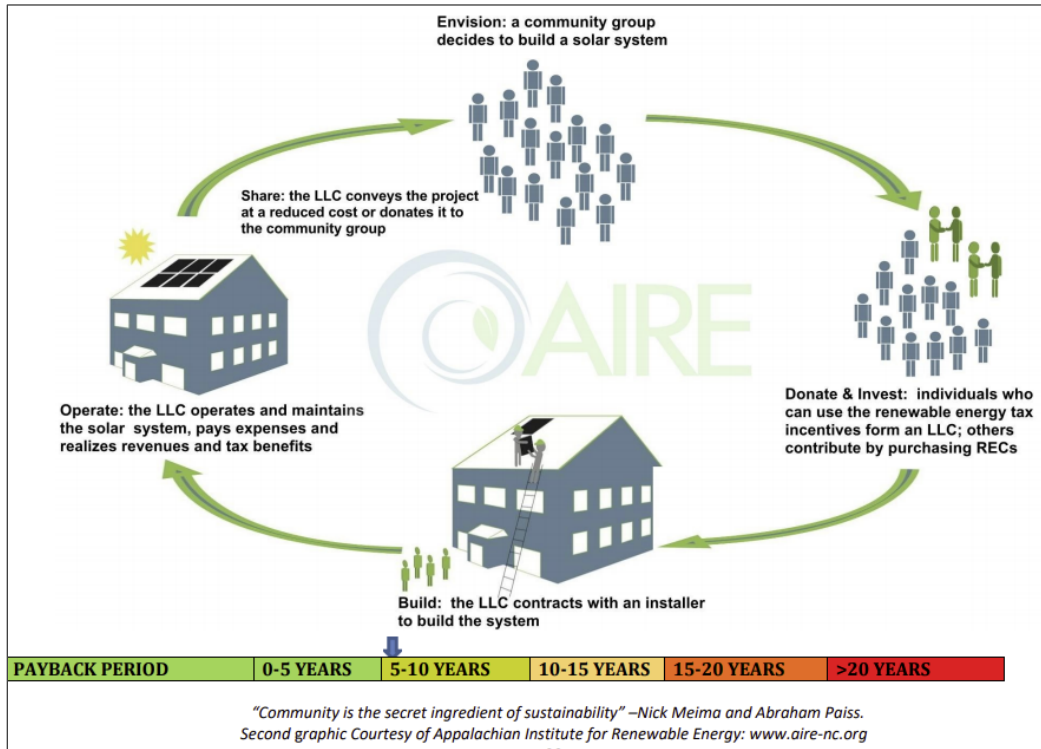 Envision: a community group
decides to build a solar system
Share: the LLC conveys the project
at a reduced cost or donates it to
the community group
AIRE
Donate & Invest: individuals who
can use the renewable energy tax
incentives form an LLC; others
contribute by purchasing RECs
Operate: the LLC operates and maintains
the solar system, pays expenses and
realizes revenues and tax benefits
Build: the LLC contracts with an installer
to build the system
PAYBACK PERIOD 0-5 YEARS 5-10 YEARS 10-15 YEARS 15-20 YEARS >20 YEARS
“Community is the secret ingredient of sustainability” –Nick Meima and Abraham Paiss.
Second graphic Courtesy of Appalachian Institute for Renewable Energy: www.aire-nc.org